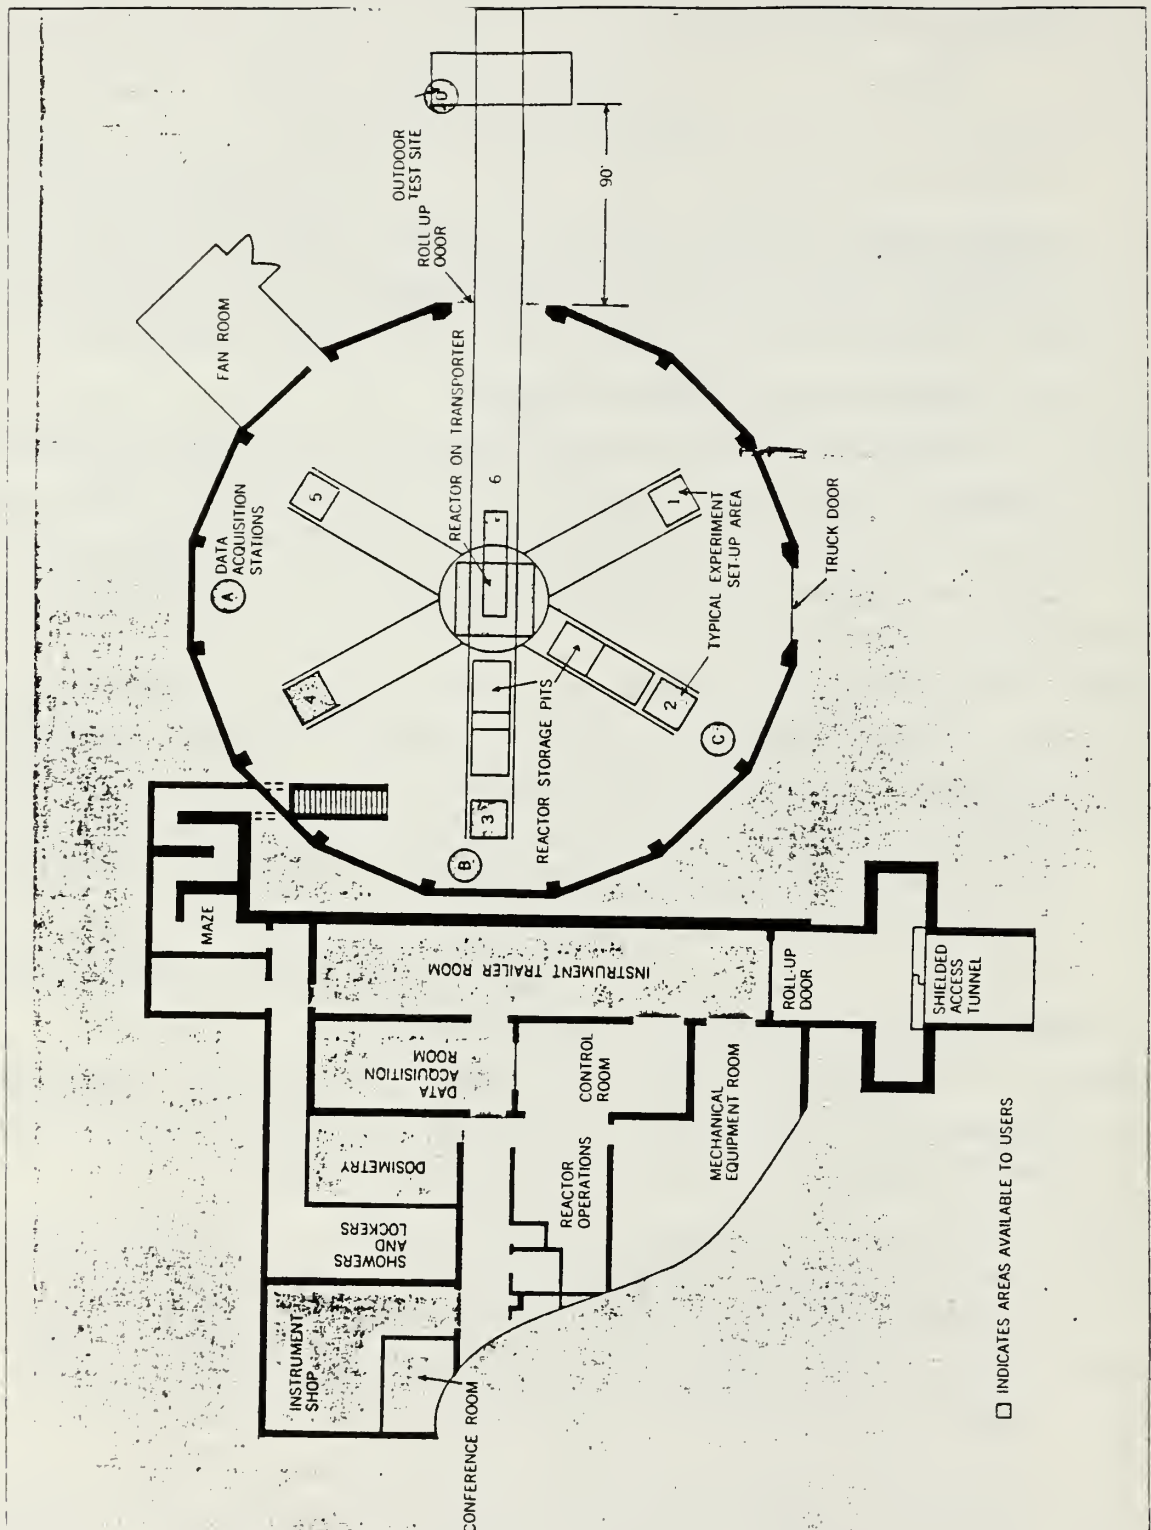 OUTDOOR
TEST SITE
ROLL UP
DOOR
D
90'
FAN ROOM
REACTOR ON TRANSPORTER
A
DATA
ACQUISITION
STATIONS
5
6
1
TYPICAL EXPERIMENT
SET-UP AREA
TRUCK DOOR
4
2
C
REACTOR STORAGE PITS
3
B
MAZE
INSTRUMENT TRAILER ROOM
ROLL-UP
DOOR
SHIELDED
ACCESS
TUNNEL
DATA
ACQUISITION
ROOM
CONTROL
ROOM
MECHANICAL
EQUIPMENT ROOM
DOSIMETRY
REACTOR
OPERATIONS
SHOWERS
AND
LOCKERS
INSTRUMENT
SHOP
CONFERENCE ROOM
INDICATES AREAS AVAILABLE TO USERS